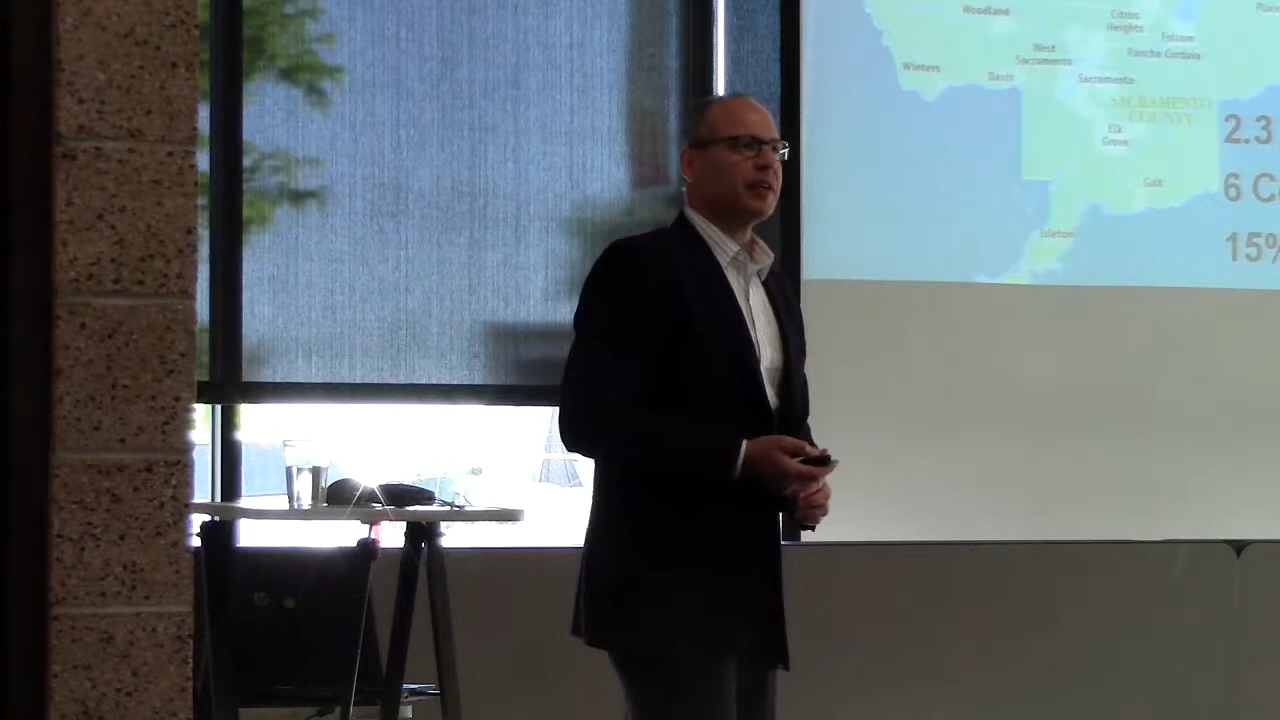 Woodland
Citrus
Heights
Folsom
Rancho Cordova
West
Sacramento
Winters
Davis
Sacramento
SACRAMENTO
COUNTY
Elk
Grove
Galt
Isleton
2.3
6 C
15%